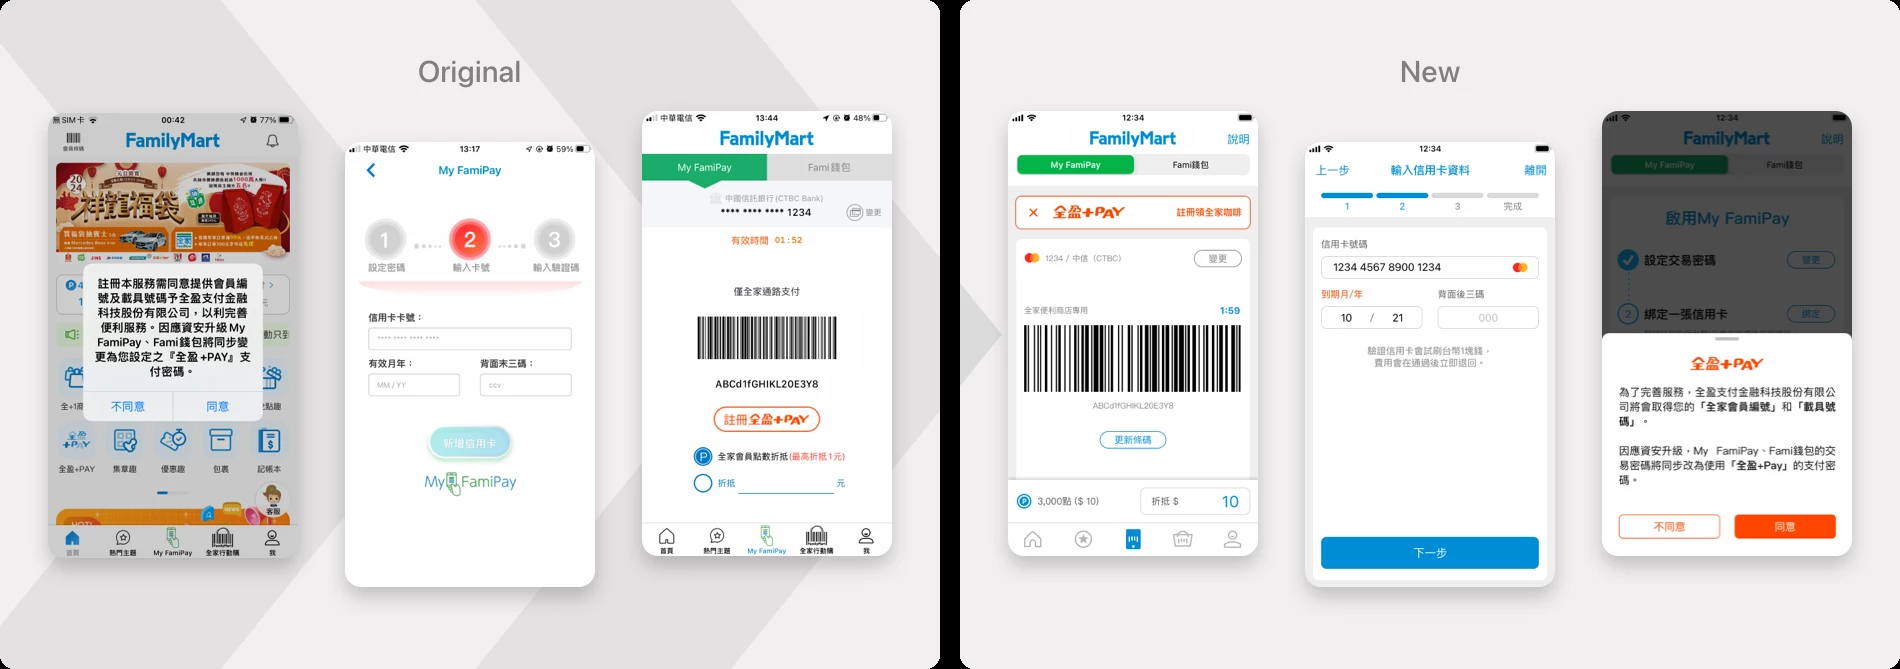 Original
無SIM卡
00:42
77%
會員條碼
FamilyMart
2024
祥龍福袋
註冊本服務需同意提供會員編
號及載具號碼予全盈支付金融
科技股份有限公司，以利完善
便利服務。因應資安升級My
FamiPay、Fami錢包將同步變
更為您設定之『全盈+PAY』支
付密碼。
不同意
同意
動只到
全盈+PAY
集章趣
優惠趣
包裹
記帳本
HOT!
NEWS
客服
首頁
熱門主題
My FamiPay
全家行動購
我
中華電信
13:17
59%
My FamiPay
1
2
3
設定密碼
輸入卡號
輸入驗證碼
信用卡卡號：
**** **** **** ****
有效月年：
背面末三碼：
MM / YY
ccv
新增信用卡
My FamiPay
中華電信
13:44
48%
FamilyMart
My FamiPay
Fami錢包
中國信託銀行 (CTBC Bank)
**** **** **** 1234
變更
有效時間 01：52
僅全家通路支付
ABCd1fGHIKL20E3Y8
註冊全盈+PAY
P
全家會員點數折抵(最高折抵1元)
折抵
元
首頁
熱門主題
My FamiPay
全家行動購
我
New
12:34
FamilyMart
說明
My FamiPay
Fami錢包
× 全盈+PAY
註冊領全家咖啡
1234 / 中信（CTBC）
變更
全家便利商店專用
1:59
ABCd1fGHIKL20E3Y8
更新條碼
P
3,000點 ($ 10)
折抵 $
10
12:34
上一步
輸入信用卡資料
離開
1
2
3
完成
信用卡號碼
1234 4567 8900 1234
到期月/年
背面後三碼
10 / 21
000
驗證信用卡會試刷台幣1塊錢，
費用會在通過後立即退回。
下一步
12:34
FamilyMart
說明
My FamiPay
Fami錢包
啟用My FamiPay
設定交易密碼
變更
2
綁定一張信用卡
綁定
全盈+PAY
為了完善服務，全盈支付金融科技股份有限公
司將會取得您的「全家會員編號」和「載具號
碼」。
因應資安升級，My FamiPay、Fami錢包的交
易密碼將同步改為使用「全盈+Pay」的支付密
碼。
不同意
同意